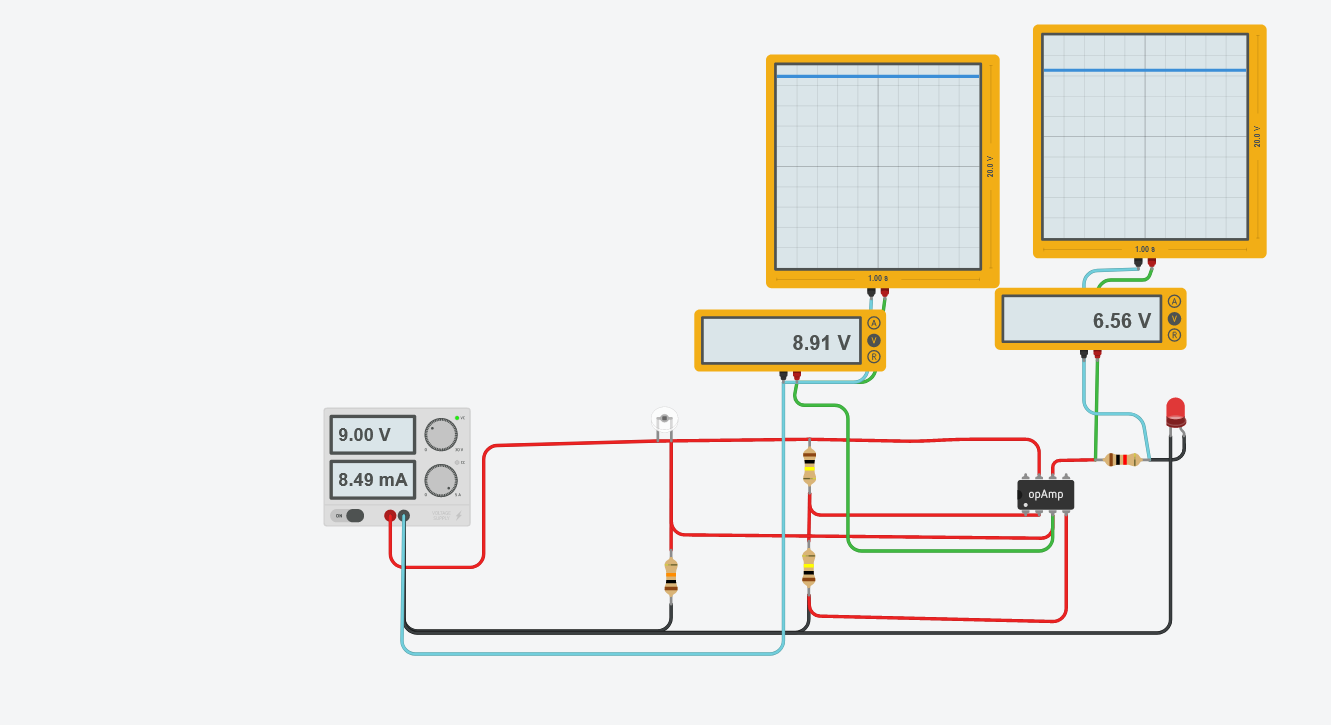 20.0 V
1.00 s
20.0 V
1.00 s
A
8.91 V
V
R
A
6.56 V
V
R
9.00 V
8.49 mA
ON
opAmp